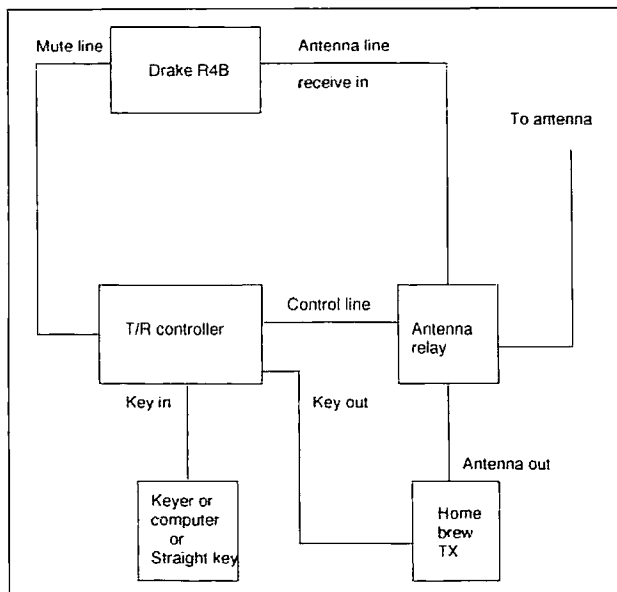 Mute line
Drake R4B
Antenna line
receive in
To antenna
T/R controller
Control line
Antenna
relay
Key in
Key out
Antenna out
Keyer or
computer
or
Straight key
Home
brew
TX